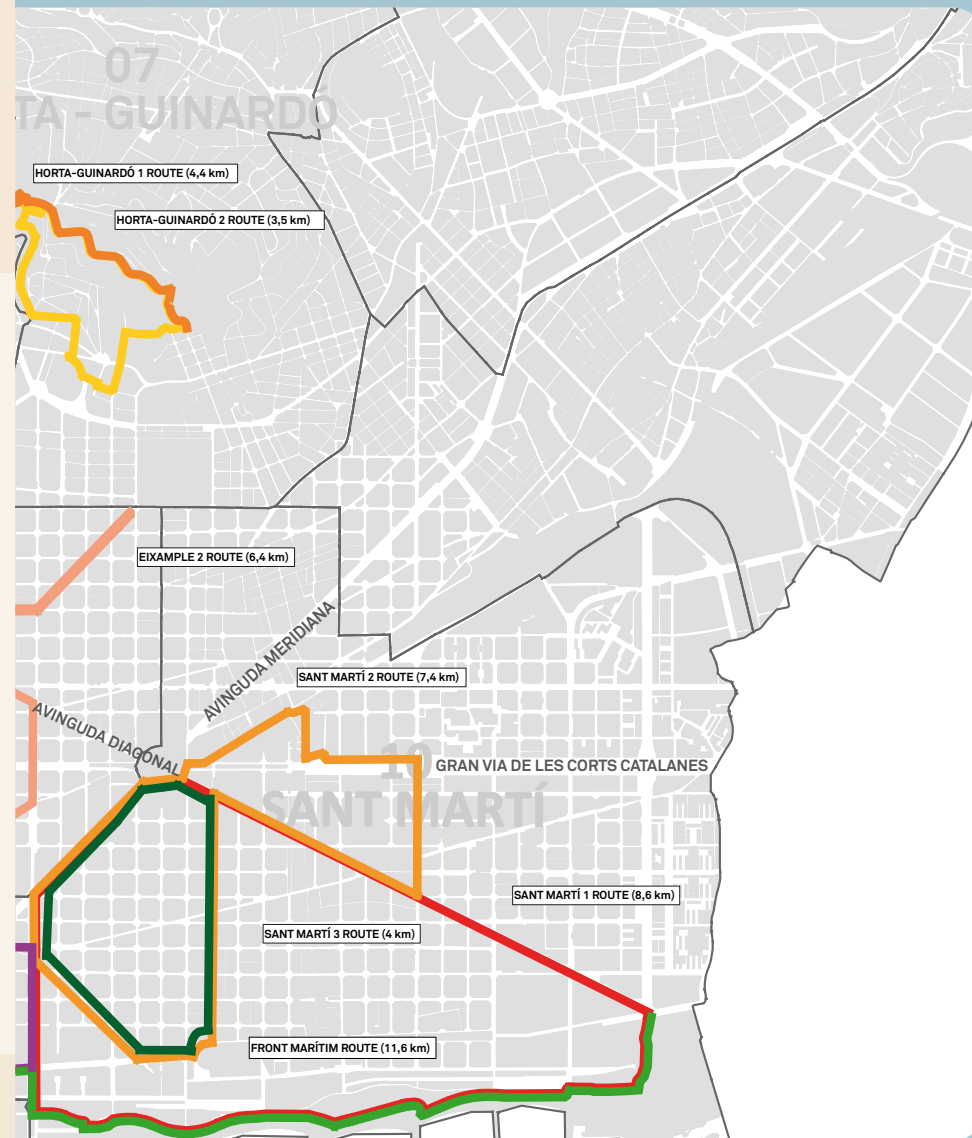 07
TA - GUINARDÓ
HORTA-GUINARDÓ 1 ROUTE (4,4 km)
HORTA-GUINARDÓ 2 ROUTE (3,5 km)
EIXAMPLE 2 ROUTE (6,4 km)
AVINGUDA MERIDIANA
SANT MARTÍ 2 ROUTE (7,4 km)
AVINGUDA DIAGONAL
10
GRAN VIA DE LES CORTS CATALANES
SANT MARTÍ
SANT MARTÍ 1 ROUTE (8,6 km)
SANT MARTÍ 3 ROUTE (4 km)
FRONT MARÍTIM ROUTE (11,6 km)